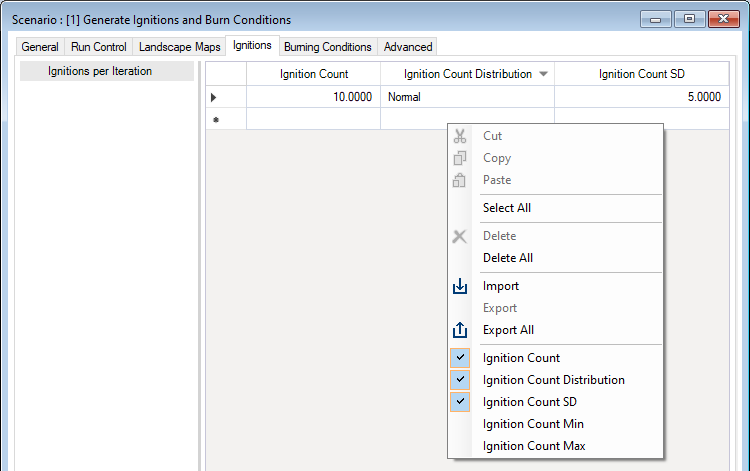 Scenario : [1] Generate Ignitions and Burn Conditions
General Run Control Landscape Maps Ignitions Burning Conditions Advanced
Ignitions per Iteration
Ignition Count Ignition Count Distribution Ignition Count SD
10.0000 Normal 5.0000
Cut
Copy
Paste
Select All
Delete
Delete All
Import
Export
Export All
Ignition Count
Ignition Count Distribution
Ignition Count SD
Ignition Count Min
Ignition Count Max